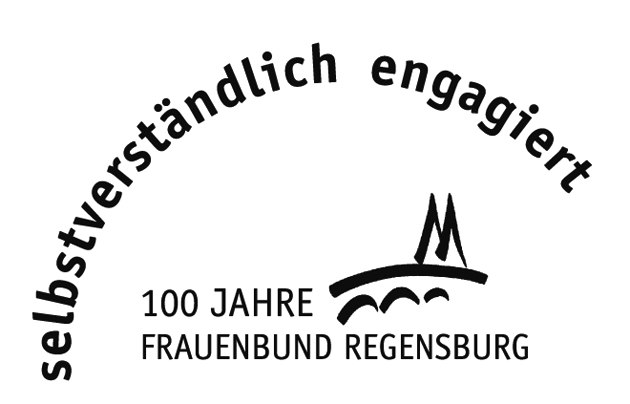 selbstverständlich engagiert
100 JAHRE
FRAUENBUND REGENSBURG